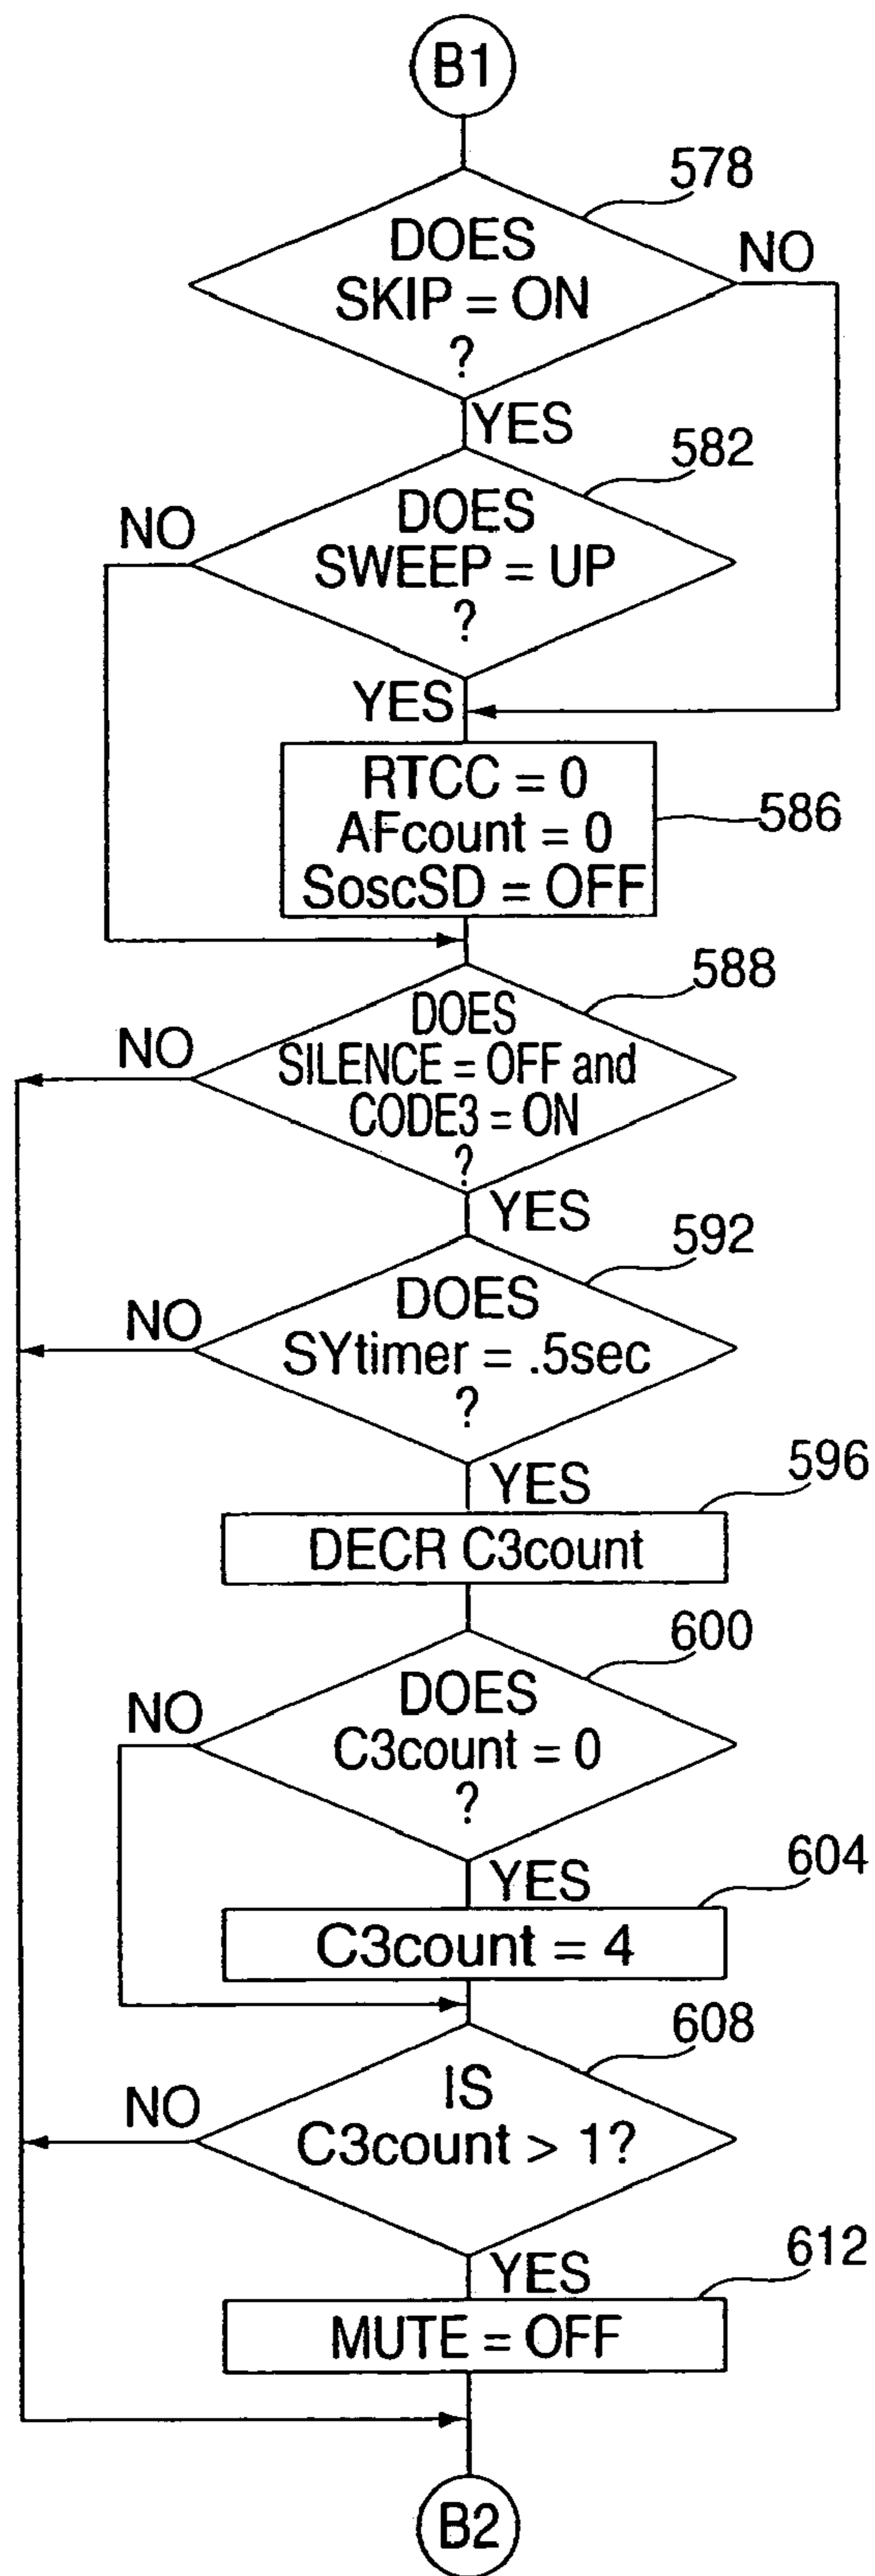 B1
578
DOES
SKIP = ON
?
NO
YES
582
DOES
SWEEP = UP
?
NO
YES
RTCC = 0
AFcount = 0
SoscSD = OFF
586
588
DOES
SILENCE = OFF and
CODE3 = ON
?
NO
YES
592
DOES
SYtimer = .5sec
?
NO
YES
596
DECR C3count
600
DOES
C3count = 0
?
NO
YES
604
C3count = 4
608
IS
C3count > 1?
NO
YES
612
MUTE = OFF
B2